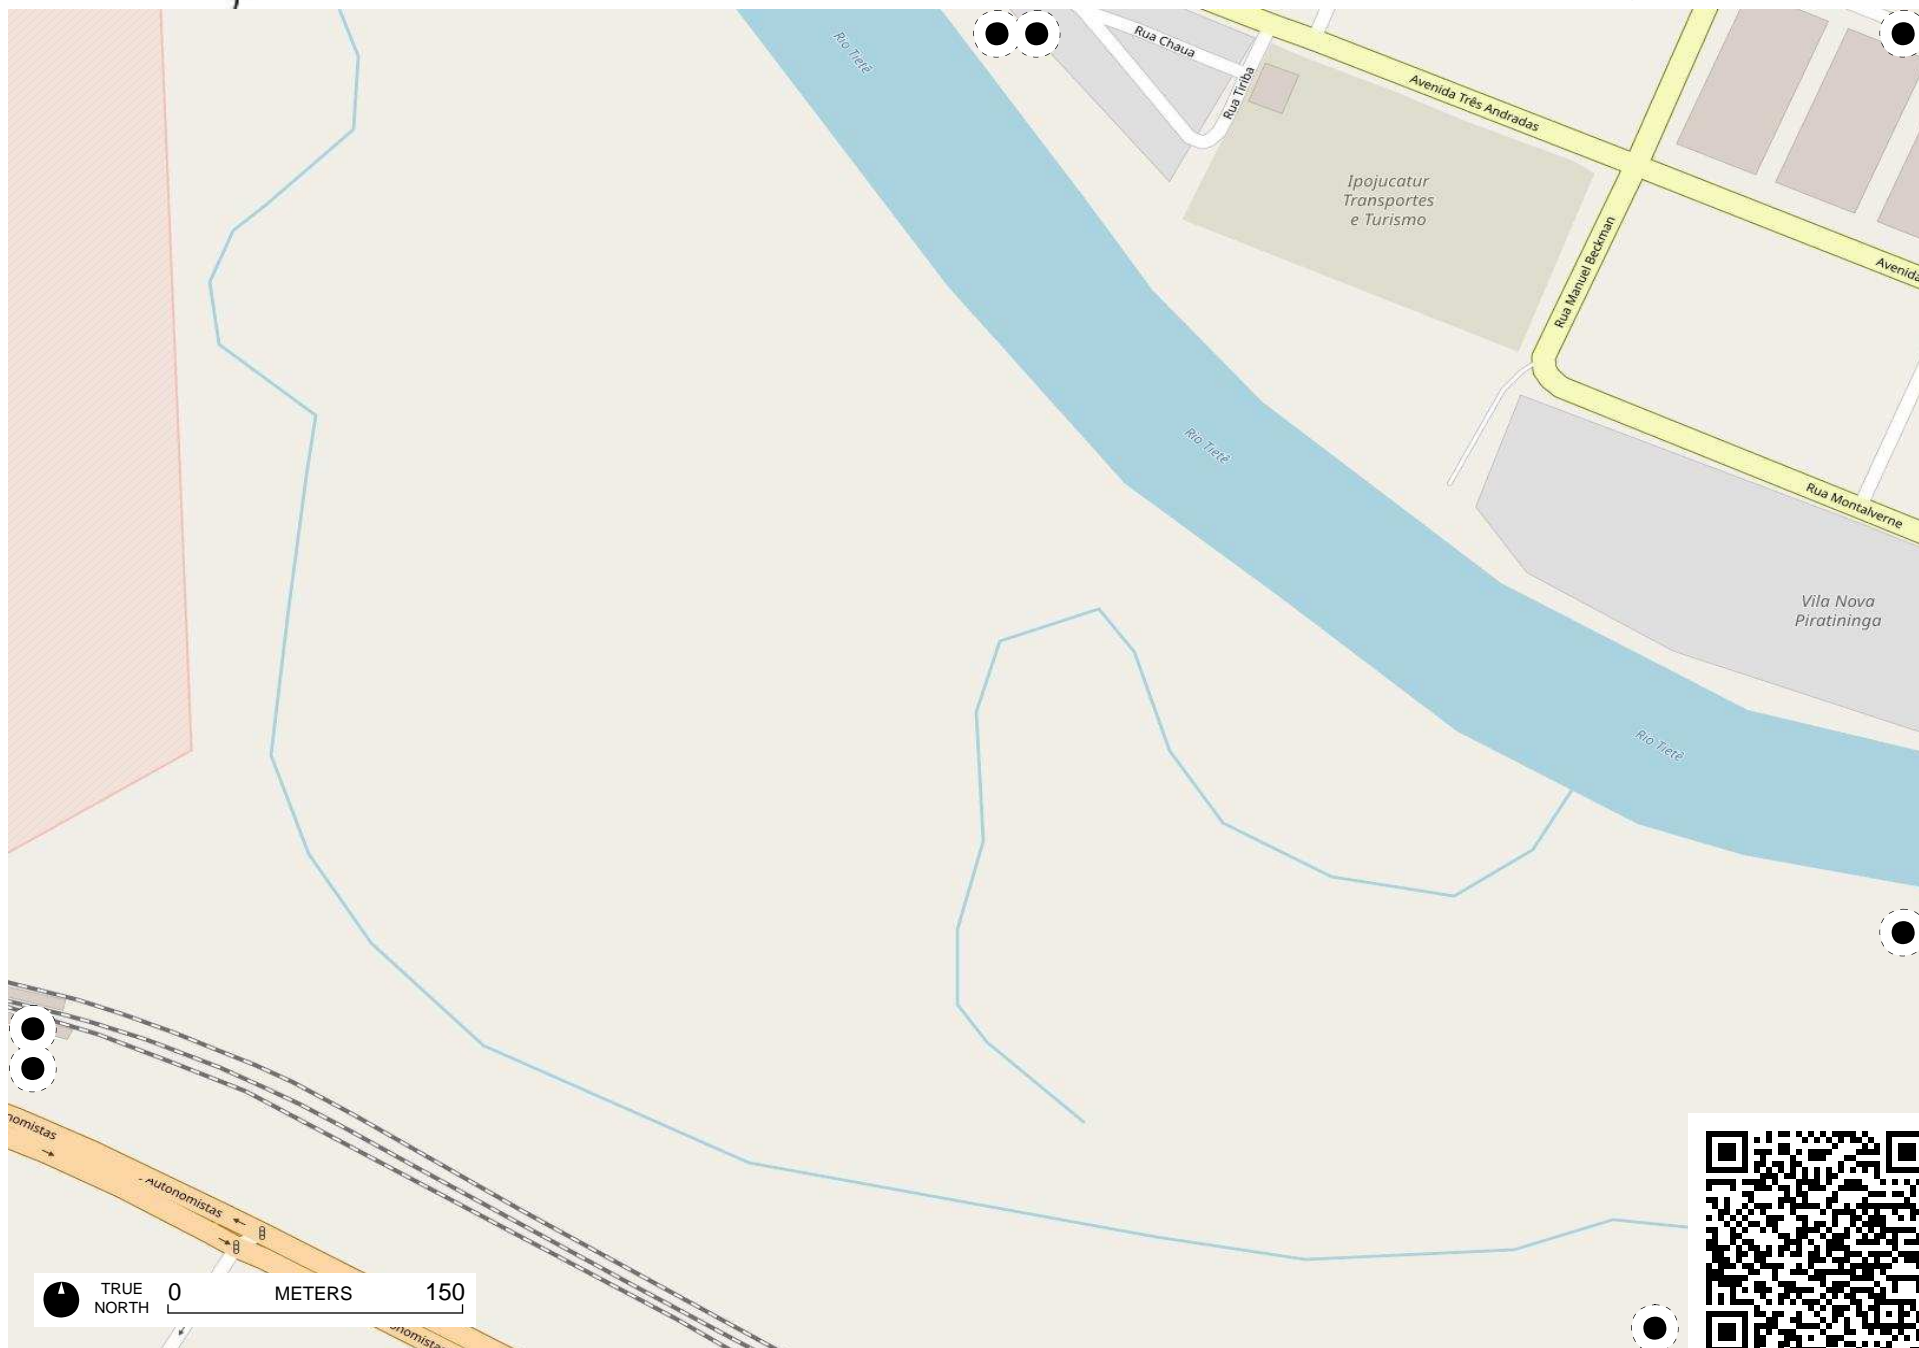 Rio Tietê
Rua Chaua
Rua Tiriba
Avenida Três Andradas
Ipojucatur
Transportes
e Turismo
Rua Manuel Beckman
Avenida
Rio Tietê
Rua Montalverne
Vila Nova
Piratininga
Rio Tietê
nomistas
Autonomistas
TRUE
NORTH
0
METERS
150
onomistas